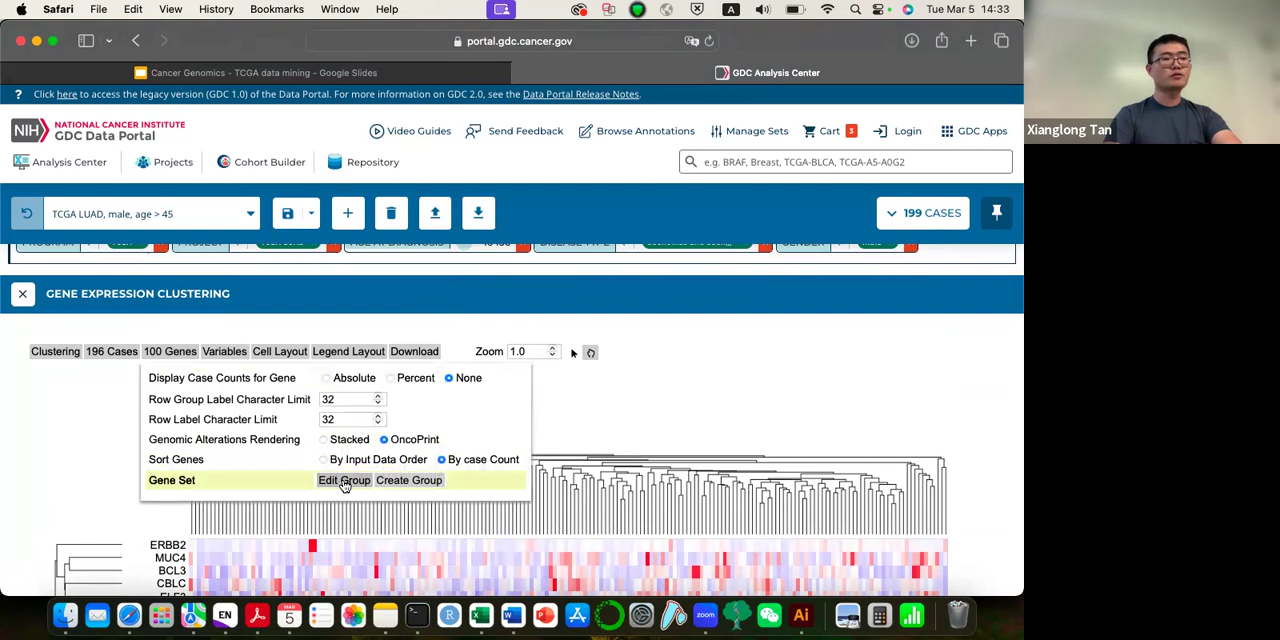 Safari File Edit View History Bookmarks Window Help A Tue Mar 5 14:33
portal.gdc.cancer.gov
Cancer Genomics - TCGA data mining - Google Slides
GDC Analysis Center
? Click here to access the legacy version (GDC 1.0) of the Data Portal. For more information on GDC 2.0, see the Data Portal Release Notes.
NIH NATIONAL CANCER INSTITUTE
GDC Data Portal
Video Guides Send Feedback Browse Annotations Manage Sets Cart 3 Login GDC Apps
Xianglong Tan
Analysis Center Projects Cohort Builder Repository
e.g. BRAF, Breast, TCGA-BLCA, TCGA-A5-A0G2
TCGA LUAD, male, age > 45
199 CASES
GENE EXPRESSION CLUSTERING
Clustering 196 Cases 100 Genes Variables Cell Layout Legend Layout Download Zoom 1.0
Display Case Counts for Gene Absolute Percent None
Row Group Label Character Limit 32
Row Label Character Limit 32
Genomic Alterations Rendering Stacked OncoPrint
Sort Genes By Input Data Order By case Count
Gene Set Edit Group Create Group
ERBB2
MUC4
BCL3
CBLC
MAR
5
EN
R
zoom
Ai